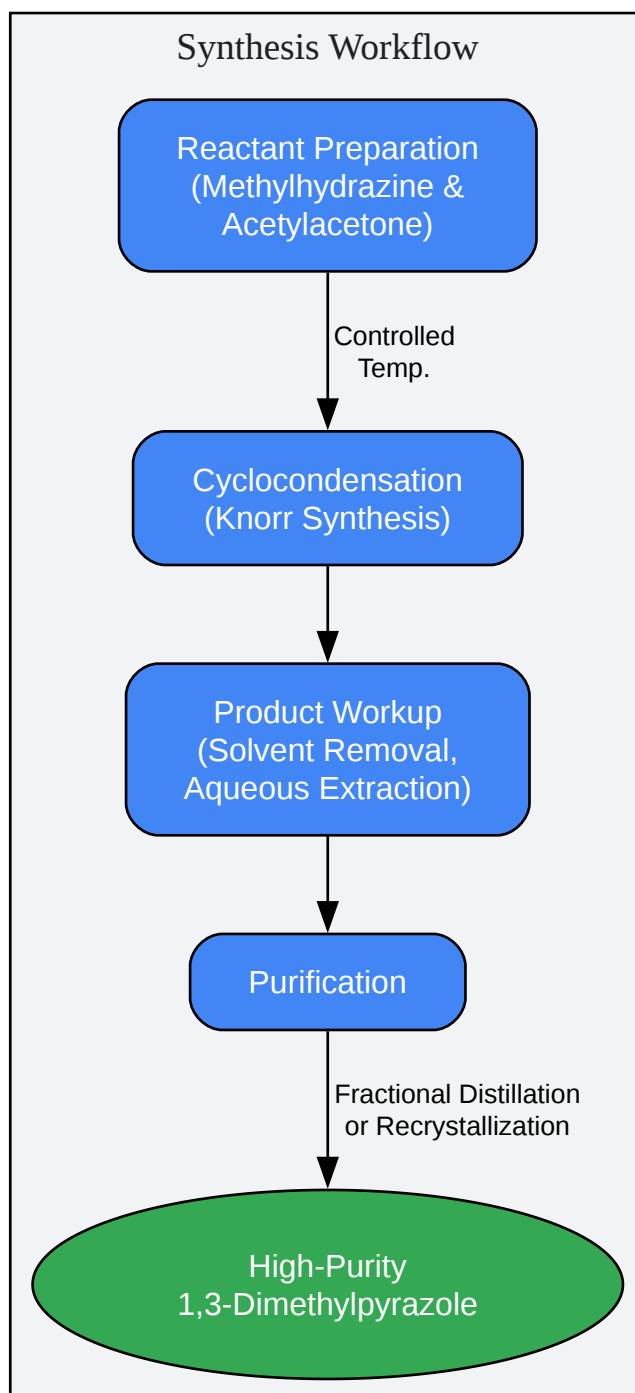 Synthesis Workflow
Reactant Preparation
(Methylhydrazine &
Acetylacetone)
Controlled
Temp.
Cyclocondensation
(Knorr Synthesis)
Product Workup
(Solvent Removal,
Aqueous Extraction)
Purification
Fractional Distillation
or Recrystallization
High-Purity
1,3-Dimethylpyrazole